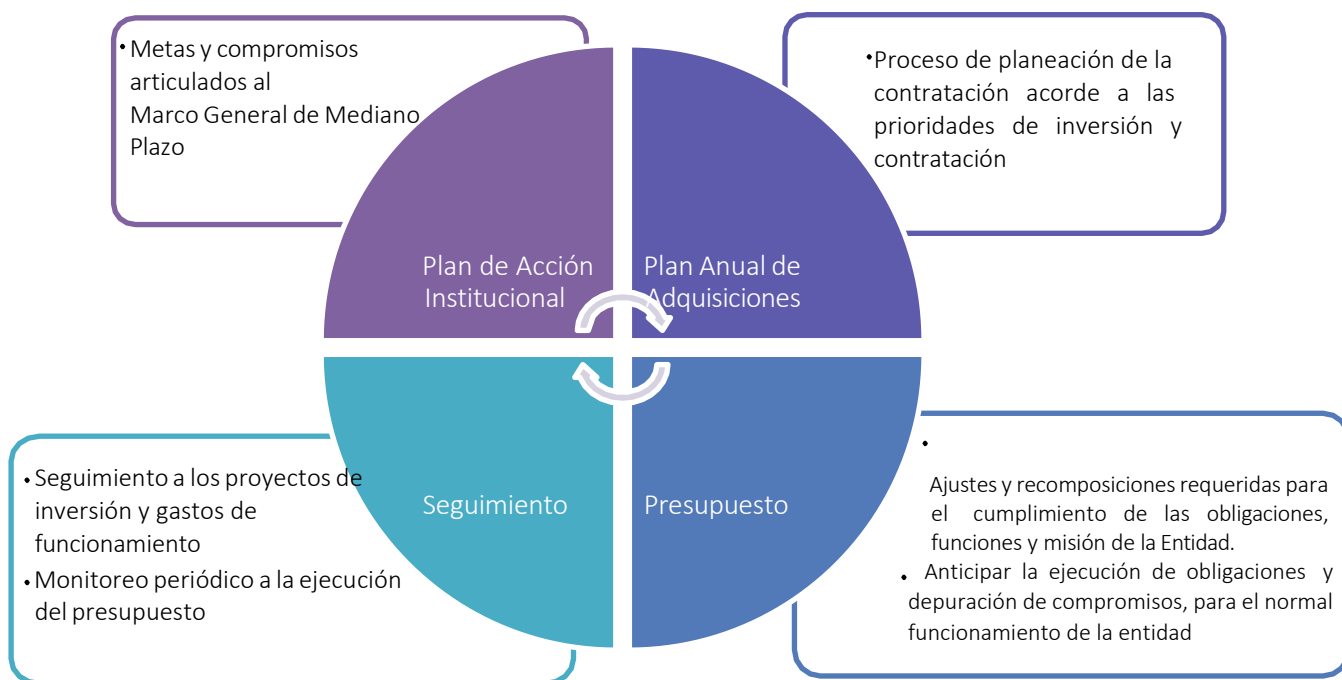 • Metas y compromisos
articulados al
Marco General de Mediano
Plazo
• Proceso de planeación de la
contratación acorde a las
prioridades de inversión y
contratación
Plan de Acción
Institucional
Plan Anual de
Adquisiciones
Seguimiento
Presupuesto
• Seguimiento a los proyectos de
inversión y gastos de
funcionamiento
• Monitoreo periódico a la ejecución
del presupuesto
•
Ajustes y recomposiciones requeridas para
el cumplimiento de las obligaciones,
funciones y misión de la Entidad.
• Anticipar la ejecución de obligaciones y
depuración de compromisos, para el normal
funcionamiento de la entidad